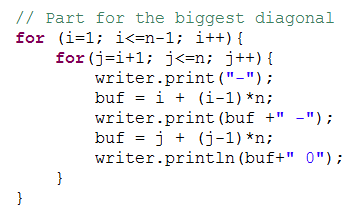 // Part for the biggest diagonal
for (i=1; i<=n-1; i++){
for(j=i+1; j<=n; j++){
writer.print("-");
buf = i + (i-1)*n;
writer.print(buf +" -");
buf = j + (j-1)*n;
writer.println(buf+" 0");
}
}